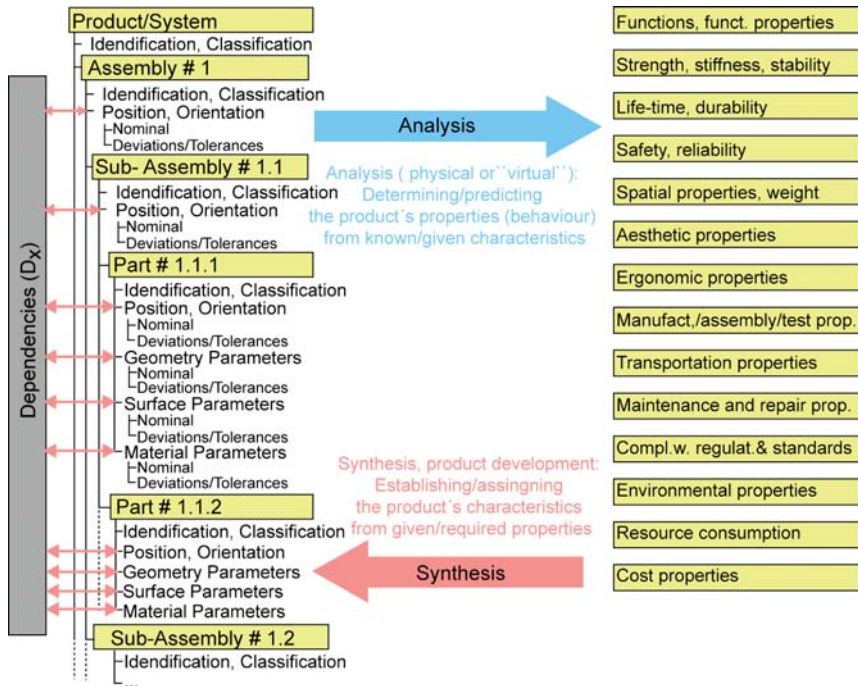 Product/System
Idendification, Classification
Assembly # 1
Identification, Classification
Position, Orientation
Nominal
Deviations/Tolerances
Sub- Assembly # 1.1
Identification, Classification
Position, Orientation
Nominal
Deviations/Tolerances
Part # 1.1.1
Identification, Classification
Position, Orientation
Nominal
Deviations/Tolerances
Geometry Parameters
Nominal
Deviations/Tolerances
Surface Parameters
Nominal
Deviations/Tolerances
Material Parameters
Nominal
Deviations/Tolerances
Part # 1.1.2
Identification, Classification
Position, Orientation
Geometry Parameters
Surface Parameters
Material Parameters
Sub-Assembly # 1.2
Identification, Classification
...
Dependencies (Dx)
Analysis
Analysis ( physical or``virtual``):
Determining/predicting
the product´s properties (behaviour)
from known/given characteristics
Synthesis, product development:
Establishing/assingning
the product´s characteristics
from given/required properties
Synthesis
Functions, funct. properties
Strength, stiffness, stability
Life-time, durability
Safety, reliability
Spatial properties, weight
Aesthetic properties
Ergonomic properties
Manufact,/assembly/test prop.
Transportation properties
Maintenance and repair prop.
Compl.w. regulat.& standards
Environmental properties
Resource consumption
Cost properties